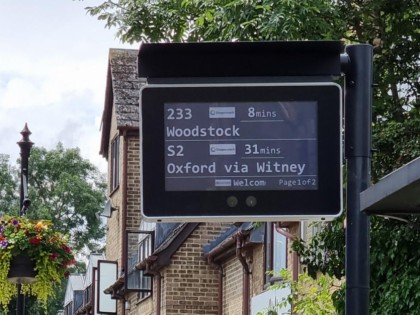 233 8mins
Woodstock
S2 31mins
Oxford via Witney
Welcom Page1of2